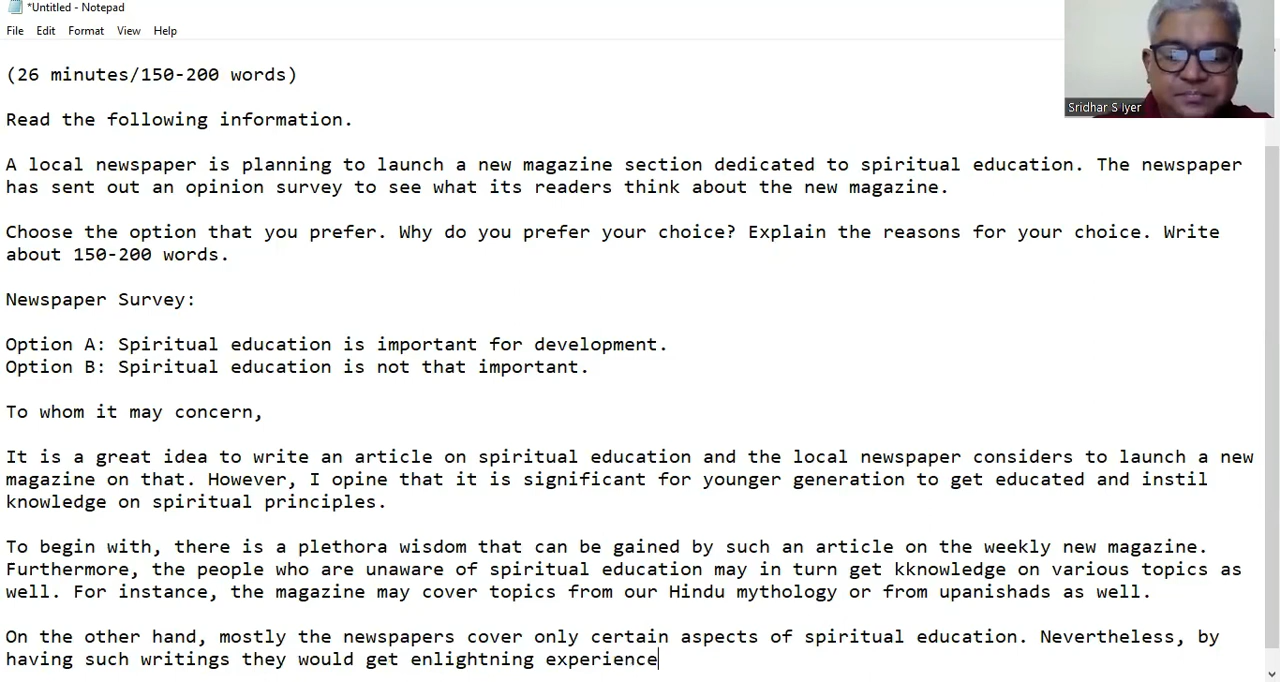 *Untitled - Notepad
File Edit Format View Help
(26 minutes/150-200 words)
Read the following information.
A local newspaper is planning to launch a new magazine section dedicated to spiritual education. The newspaper
has sent out an opinion survey to see what its readers think about the new magazine.
Choose the option that you prefer. Why do you prefer your choice? Explain the reasons for your choice. Write
about 150-200 words.
Newspaper Survey:
Option A: Spiritual education is important for development.
Option B: Spiritual education is not that important.
To whom it may concern,
It is a great idea to write an article on spiritual education and the local newspaper considers to launch a new
magazine on that. However, I opine that it is significant for younger generation to get educated and instil
knowledge on spiritual principles.
To begin with, there is a plethora wisdom that can be gained by such an article on the weekly new magazine.
Furthermore, the people who are unaware of spiritual education may in turn get kknowledge on various topics as
well. For instance, the magazine may cover topics from our Hindu mythology or from upanishads as well.
On the other hand, mostly the newspapers cover only certain aspects of spiritual education. Nevertheless, by
having such writings they would get enlightning experience
Sridhar S Iyer